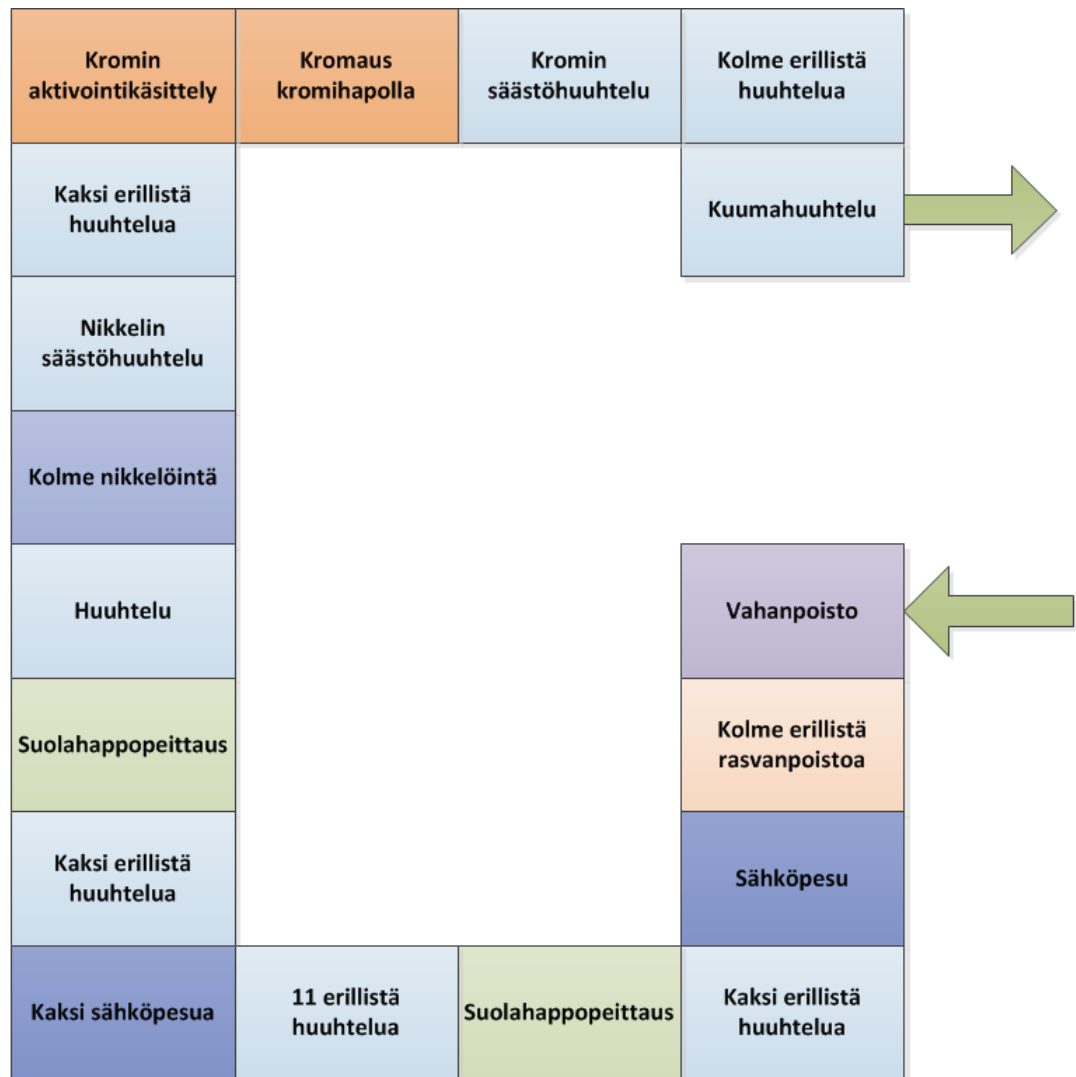 Kromin
aktivointikäsittely
Kromaus
kromihapolla
Kromin
säästöhuuhtelu
Kolme erillistä
huuhtelua
Kaksi erillistä
huuhtelua
Kuumahuuhtelu
Nikkelin
säästöhuuhtelu
Kolme nikkelöintä
Huuhtelu
Vahanpoisto
Suolahappopeittaus
Kolme erillistä
rasvanpoistoa
Kaksi erillistä
huuhtelua
Sähköpesu
Kaksi sähköpesua
11 erillistä
huuhtelua
Suolahappopeittaus
Kaksi erillistä
huuhtelua